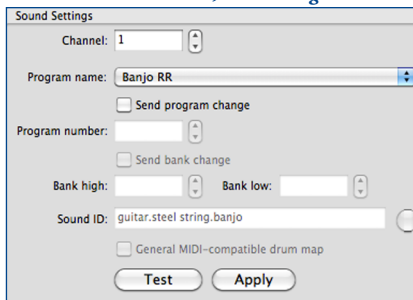 Sound Settings
Channel: 1
Program name: Banjo RR
Send program change
Program number:
Send bank change
Bank high: Bank low:
Sound ID: guitar.steel string.banjo
General MIDI-compatible drum map
Test Apply